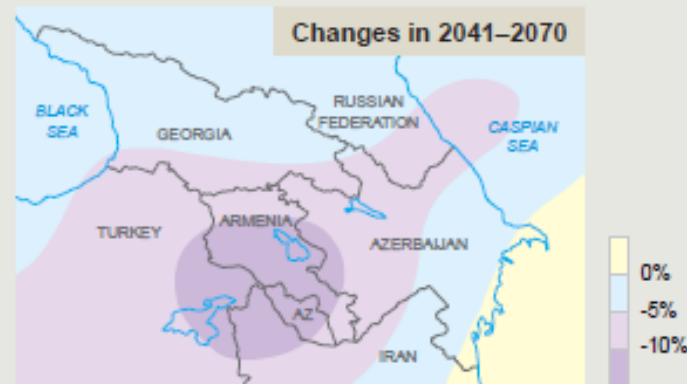 Changes in 2041–2070
BLACK
SEA
RUSSIAN
FEDERATION
GEORGIA
CASPIAN
SEA
ARMENIA
TURKEY
AZERBAIJAN
AZ
IRAN
0%
-5%
-10%